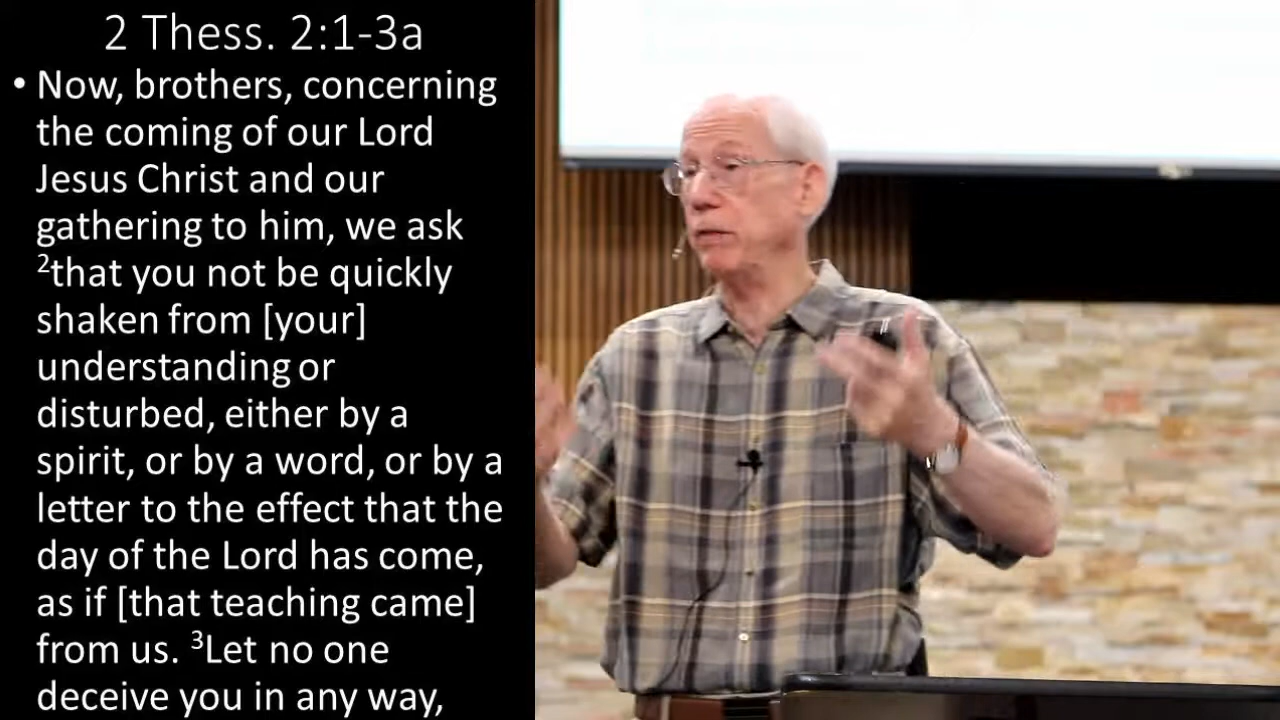 2 Thess. 2:1-3a
• Now, brothers, concerning
the coming of our Lord
Jesus Christ and our
gathering to him, we ask
²that you not be quickly
shaken from [your]
understanding or
disturbed, either by a
spirit, or by a word, or by a
letter to the effect that the
day of the Lord has come,
as if [that teaching came]
from us. ³Let no one
deceive you in any way,